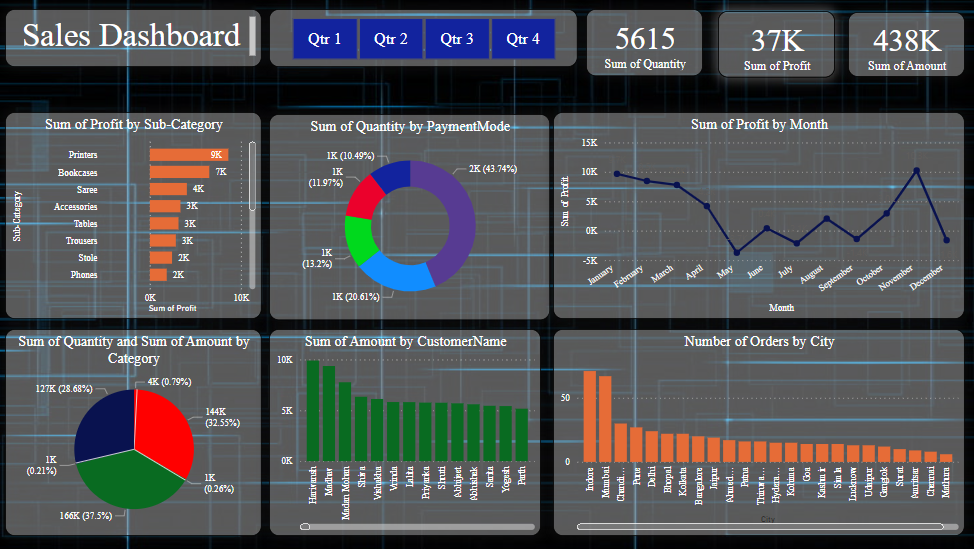 Sales Dashboard
Qtr 1
Qtr 2
Qtr 3
Qtr 4
5615
Sum of Quantity
37K
Sum of Profit
438K
Sum of Amount
Sum of Profit by Sub-Category
Sub-Category
Printers
9K
Bookcases
7K
Saree
4K
Accessories
3K
Tables
3K
Trousers
3K
Stole
2K
Phones
2K
0K
10K
Sum of Profit
Sum of Quantity by PaymentMode
1K (10.49%)
2K (43.74%)
1K
(11.97%)
1K
(13.2%)
1K (20.61%)
Sum of Profit by Month
Sum of Profit
15K
10K
5K
0K
-5K
January
February
March
April
May
June
July
August
September
October
November
December
Month
Sum of Quantity and Sum of Amount by
Category
127K (28.68%)
4K (0.79%)
144K
(32.55%)
1K
(0.21%)
1K
(0.26%)
166K (37.5%)
Sum of Amount by CustomerName
10K
5K
0K
Harivansh
Madhav
Madan Mohan
Shiva
Vishakha
Vrinda
Lalita
Priyanka
Shruti
Abhijeet
Abhishek
Sarita
Yogesh
Parth
Number of Orders by City
50
0
Indore
Mumbai
Chandi...
Pune
Delhi
Bhopal
Kolkata
Bangalore
Jaipur
Ahmed...
Patna
Thiruva...
Hydera...
Kohima
Goa
Kashmir
Simla
Lucknow
Udaipur
Gangtok
Surat
Amritsar
Chennai
Mathura
City